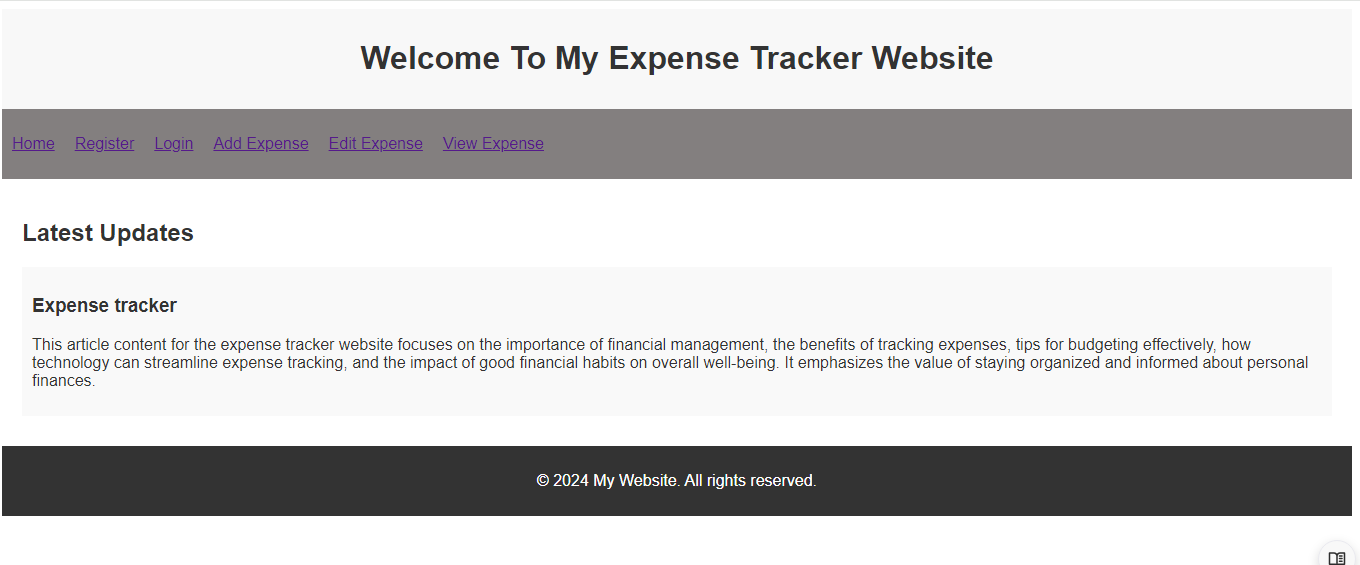 Welcome To My Expense Tracker Website
Home Register Login Add Expense Edit Expense View Expense
Latest Updates
Expense tracker
This article content for the expense tracker website focuses on the importance of financial management, the benefits of tracking expenses, tips for budgeting effectively, how
technology can streamline expense tracking, and the impact of good financial habits on overall well-being. It emphasizes the value of staying organized and informed about personal
finances.
© 2024 My Website. All rights reserved.